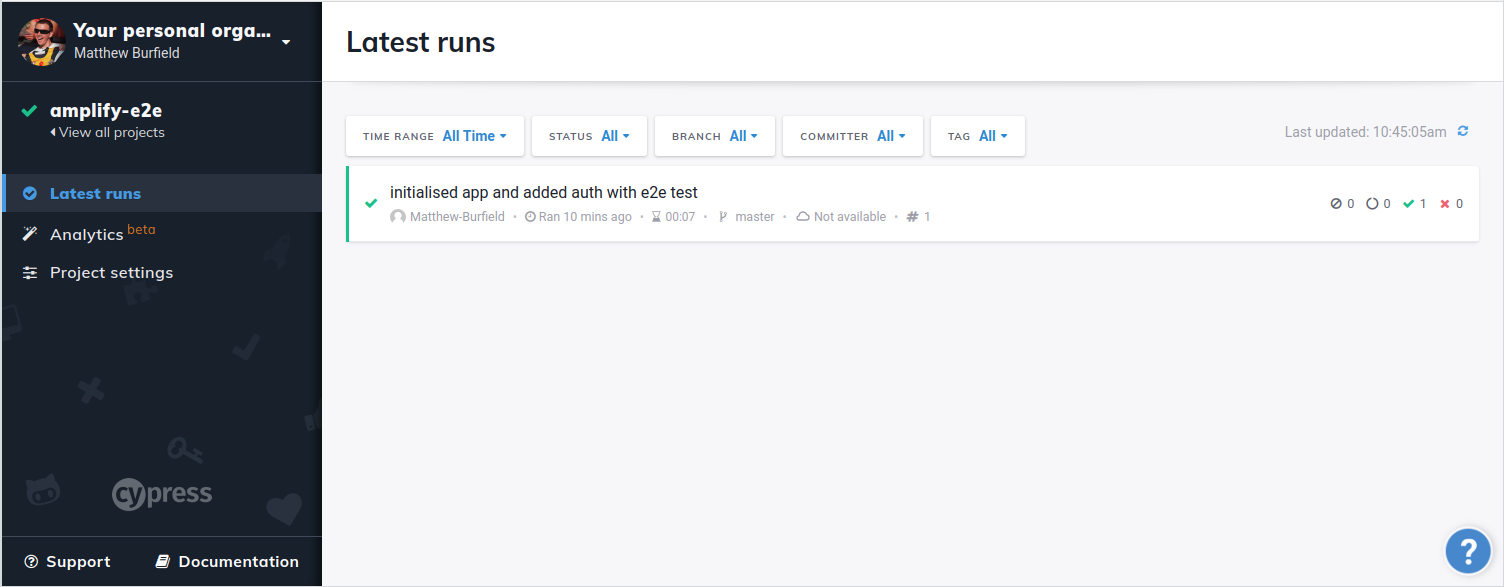 Your personal orga...
Matthew Burfield
amplify-e2e
View all projects
Latest runs
Analytics beta
Project settings
cypress
Support
Documentation
Latest runs
TIME RANGE All Time
STATUS All
BRANCH All
COMMITTER All
TAG All
Last updated: 10:45:05am
initialised app and added auth with e2e test
Matthew-Burfield • Ran 10 mins ago • 00:07 • master • Not available • # 1
0 0 1 0
?